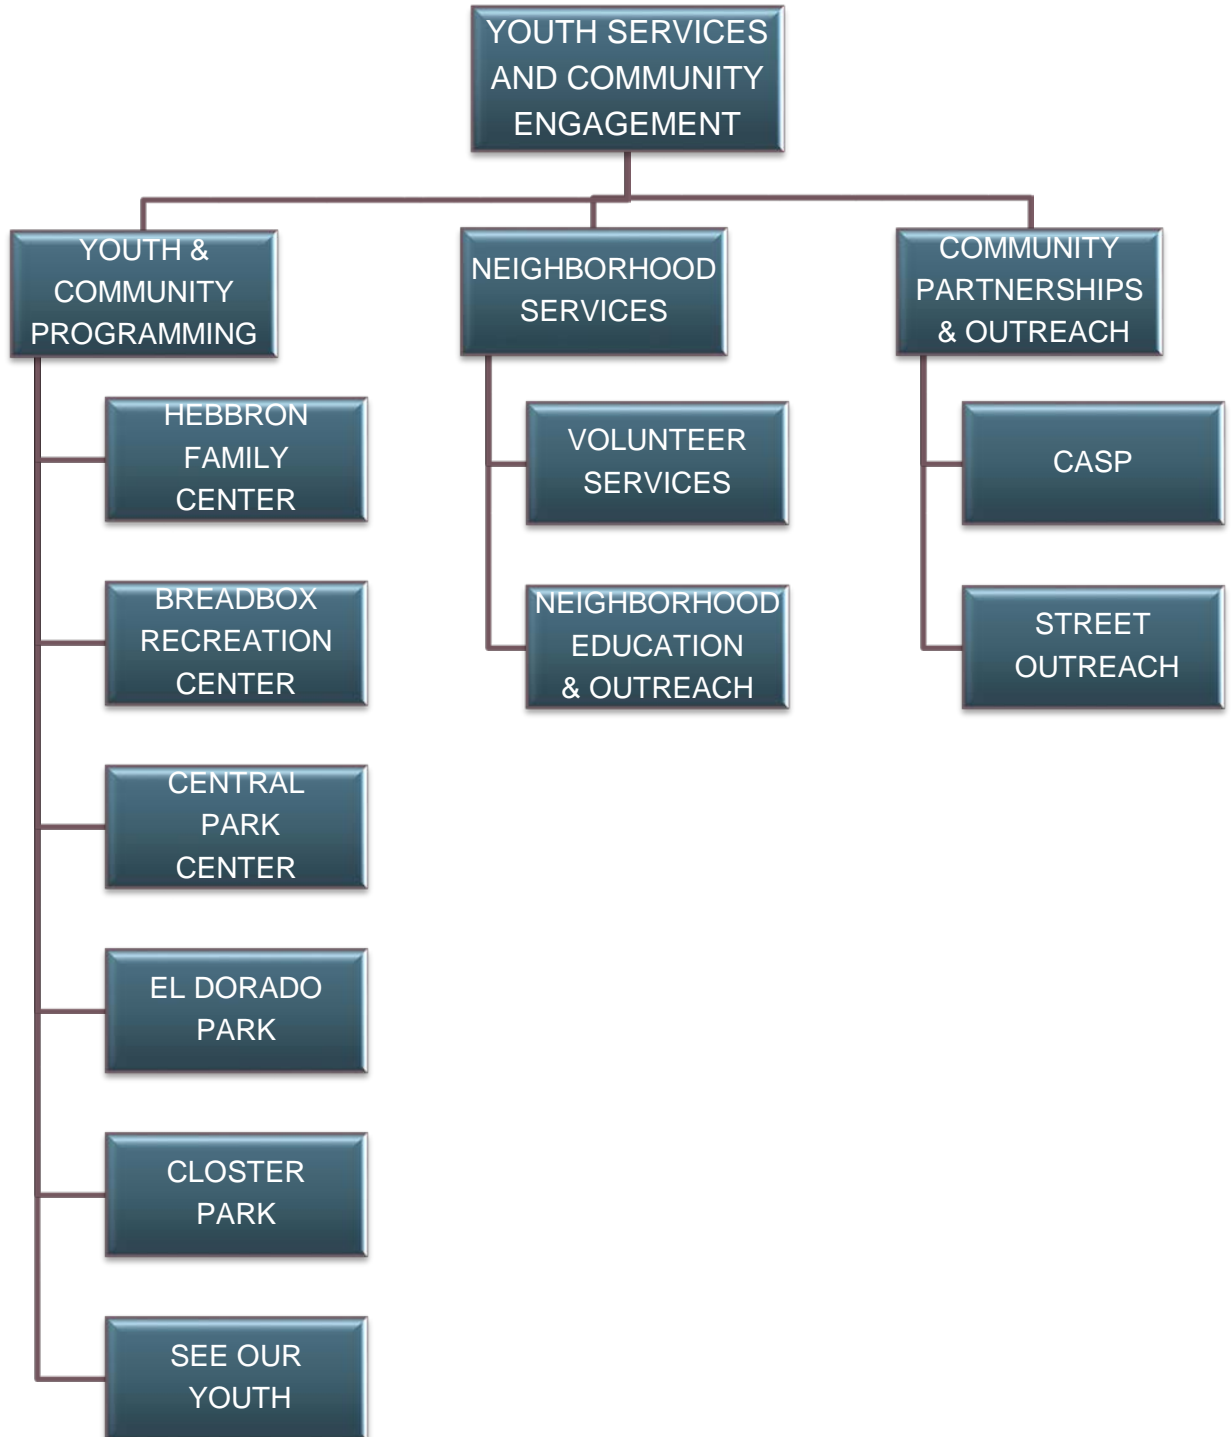 YOUTH SERVICES
AND COMMUNITY
ENGAGEMENT
YOUTH &
COMMUNITY
PROGRAMMING
HEBBRON
FAMILY
CENTER
BREADBOX
RECREATION
CENTER
CENTRAL
PARK
CENTER
EL DORADO
PARK
CLOSTER
PARK
SEE OUR
YOUTH
NEIGHBORHOOD
SERVICES
VOLUNTEER
SERVICES
NEIGHBORHOOD
EDUCATION
& OUTREACH
COMMUNITY
PARTNERSHIPS
& OUTREACH
CASP
STREET
OUTREACH